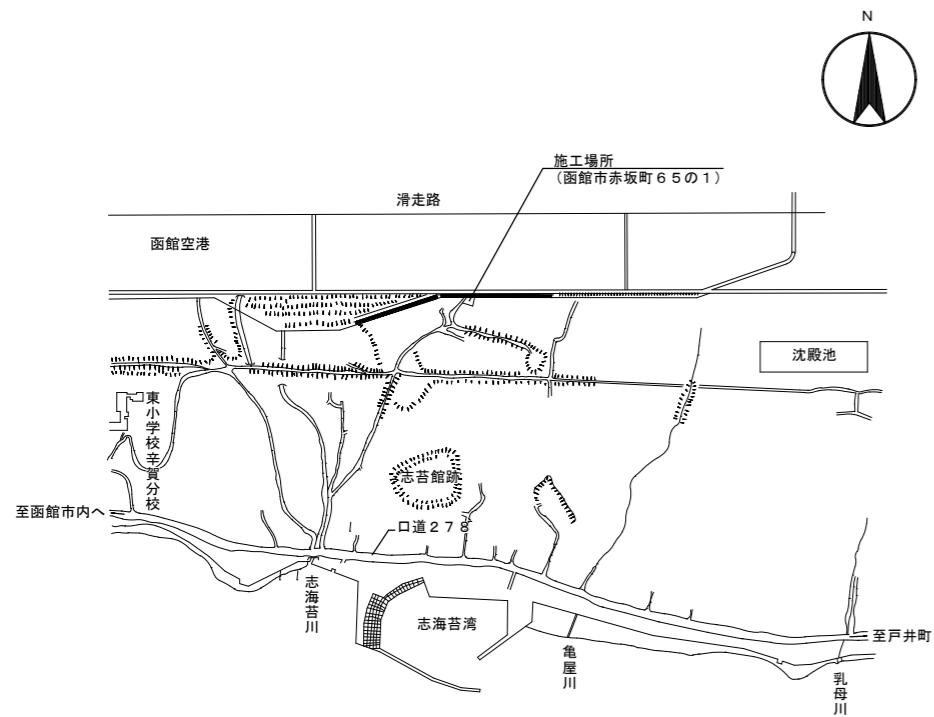 N
施工場所
（函館市赤坂町６５の１）
滑走路
函館空港
沈殿池
東小学校辛賀分校
志苔館跡
至函館市内へ
口道２７８
志海苔川
志海苔湾
亀屋川
至戸井町
乳母川